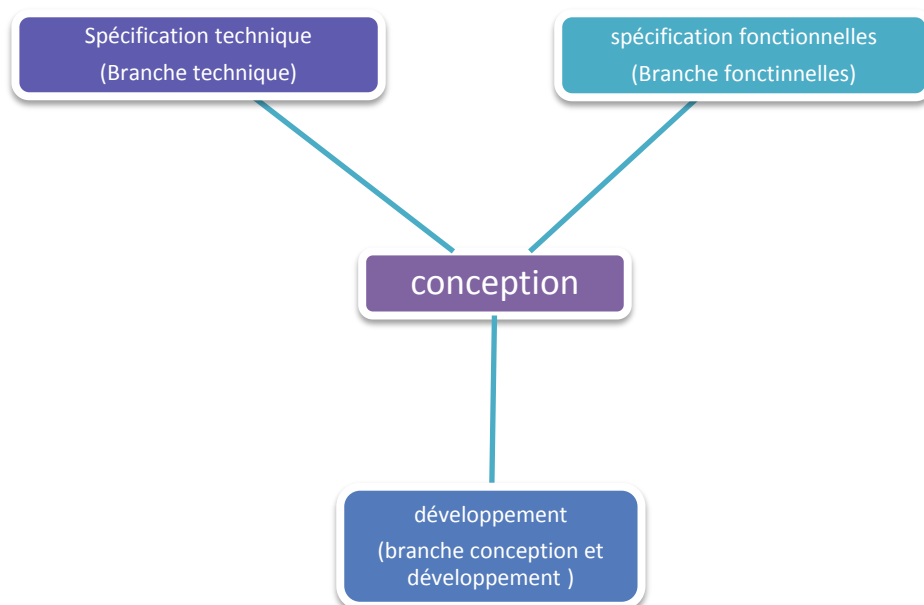 Spécification technique
(Branche technique)
spécification fonctionnelles
(Branche fonctinnelles)
conception
développement
(branche conception et
développement )